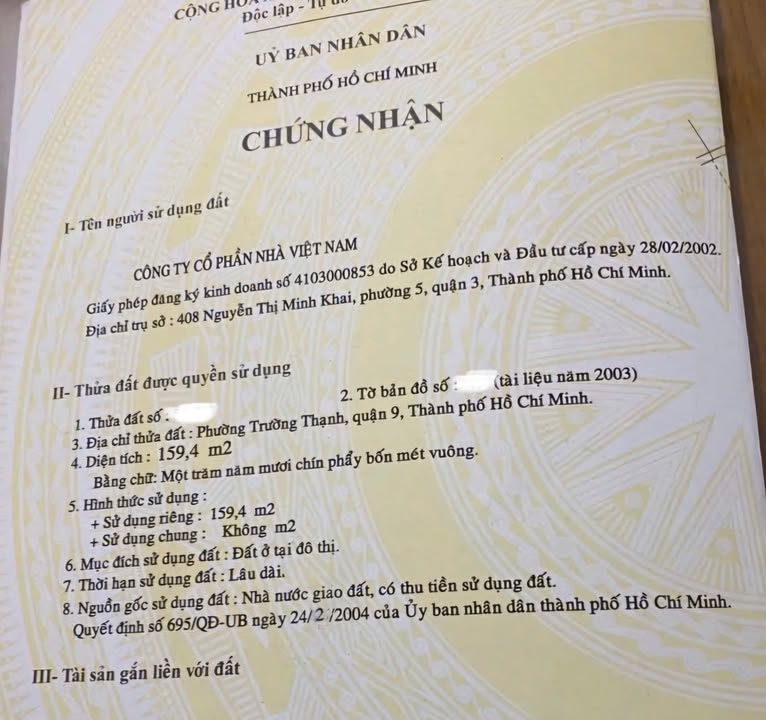 CỘNG HÒA
Độc lập - Tự do
UỶ BAN NHÂN DÂN
THÀNH PHỐ HỒ CHÍ MINH
CHỨNG NHẬN
I- Tên người sử dụng đất
CÔNG TY CỔ PHẦN NHÀ VIỆT NAM
Giấy phép đăng ký kinh doanh số 4103000853 do Sở Kế hoạch và Đầu tư cấp ngày 28/02/2002.
Địa chỉ trụ sở : 408 Nguyễn Thị Minh Khai, phường 5, quận 3, Thành phố Hồ Chí Minh.
II- Thửa đất được quyền sử dụng
1. Thửa đất số : 2. Tờ bản đồ số : (tài liệu năm 2003)
3. Địa chỉ thửa đất : Phường Trường Thạnh, quận 9, Thành phố Hồ Chí Minh.
4. Diện tích : 159,4 m2
Bằng chữ: Một trăm năm mươi chín phẩy bốn mét vuông.
5. Hình thức sử dụng :
+ Sử dụng riêng : 159,4 m2
+ Sử dụng chung : Không m2
6. Mục đích sử dụng đất : Đất ở tại đô thị.
7. Thời hạn sử dụng đất : Lâu dài.
8. Nguồn gốc sử dụng đất : Nhà nước giao đất, có thu tiền sử dụng đất.
Quyết định số 695/QĐ-UB ngày 24/2/2004 của Ủy ban nhân dân thành phố Hồ Chí Minh.
III- Tài sản gắn liền với đất